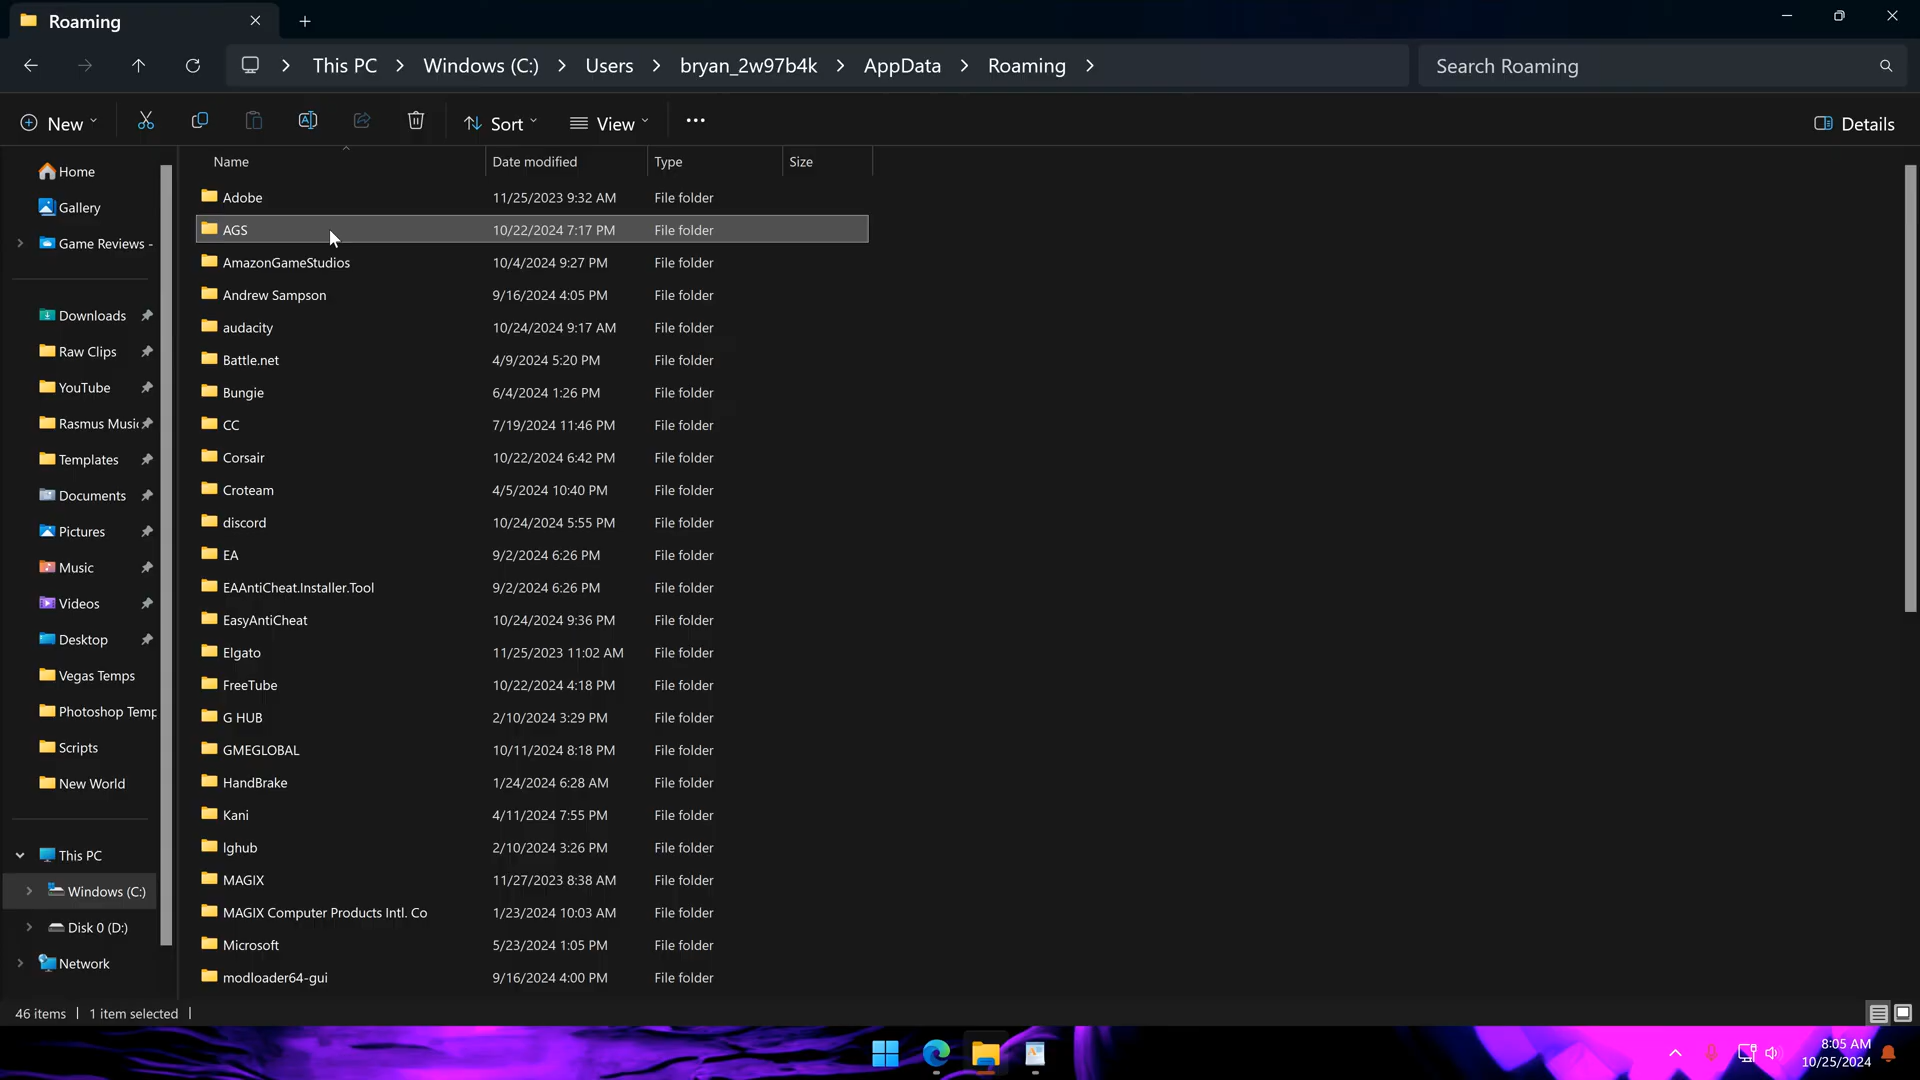 Roaming
This PC
Windows (C:)
Users
bryan_2w97b4k
AppData
Roaming
Search Roaming
New
Sort
View
Details
Name Date modified Type Size
Home
Gallery
Game Reviews -
Downloads
Raw Clips
YouTube
Rasmus Music
Templates
Documents
Pictures
Music
Videos
Desktop
Vegas Temps
Photoshop Temp
Scripts
New World
This PC
Windows (C:)
Disk 0 (D:)
Network
Adobe 11/25/2023 9:32 AM File folder
AGS 10/22/2024 7:17 PM File folder
AmazonGameStudios 10/4/2024 9:27 PM File folder
Andrew Sampson 9/16/2024 4:05 PM File folder
audacity 10/24/2024 9:17 AM File folder
Battle.net 4/9/2024 5:20 PM File folder
Bungie 6/4/2024 1:26 PM File folder
CC 7/19/2024 11:46 PM File folder
Corsair 10/22/2024 6:42 PM File folder
Croteam 4/5/2024 10:40 PM File folder
discord 10/24/2024 5:55 PM File folder
EA 9/2/2024 6:26 PM File folder
EAAntiCheat.Installer.Tool 9/2/2024 6:26 PM File folder
EasyAntiCheat 10/24/2024 9:36 PM File folder
Elgato 11/25/2023 11:02 AM File folder
FreeTube 10/22/2024 4:18 PM File folder
G HUB 2/10/2024 3:29 PM File folder
GMEGLOBAL 10/11/2024 8:18 PM File folder
HandBrake 1/24/2024 6:28 AM File folder
Kani 4/11/2024 7:55 PM File folder
lghub 2/10/2024 3:26 PM File folder
MAGIX 11/27/2023 8:38 AM File folder
MAGIX Computer Products Intl. Co 1/23/2024 10:03 AM File folder
Microsoft 5/23/2024 1:05 PM File folder
modloader64-gui 9/16/2024 4:00 PM File folder
46 items
1 item selected
8:05 AM
10/25/2024